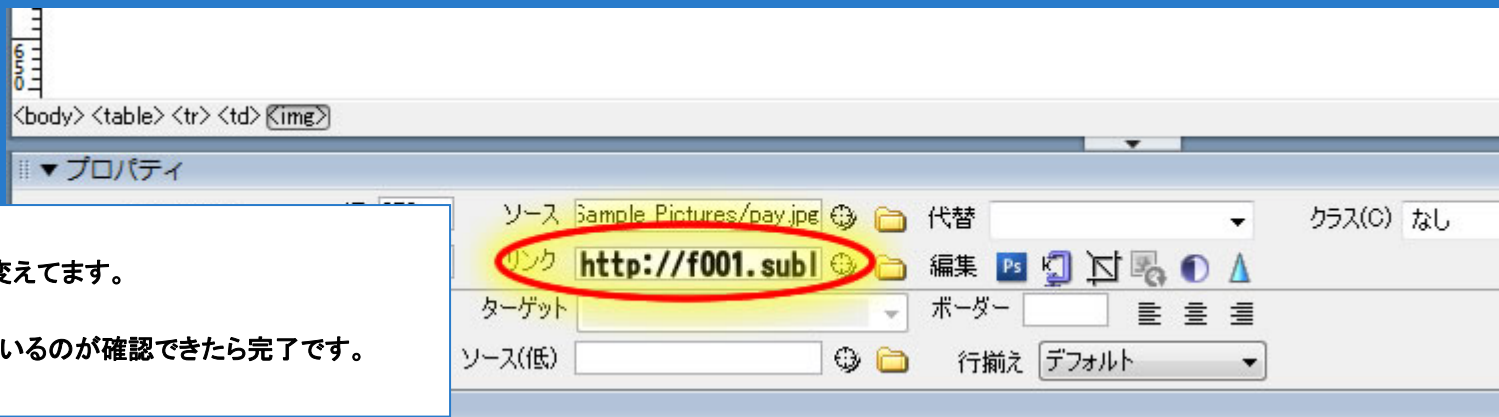 650
<body> <table> <tr> <td> <img>
▼ プロパティ
ソース Sample Pictures/pay.jpg 代替 クラス(C) なし
リンク http://f001.subl 編集 Ps
変えてます。
ターゲット ボーダー
いるのが確認できたら完了です。
ソース(低) 行揃え デフォルト